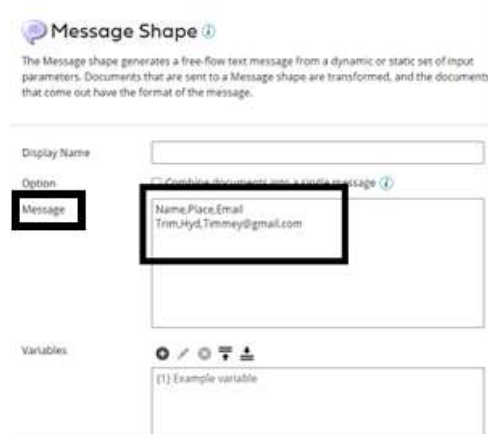 Message Shape
The Message shape generates a free-flow text message from a dynamic or static set of input
parameters. Documents that are sent to a Message shape are transformed, and the documents
that come out have the format of the message.
Display Name
Option
Combine documents into a single message
Message
Name,Place,Email
Trim,Hyd,Timmey@gmail.com
Variables
{1} Example variable